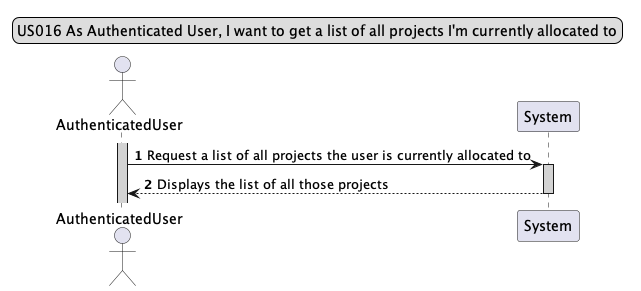 US016 As Authenticated User, I want to get a list of all projects I'm currently allocated to
AuthenticatedUser
System
1 Request a list of all projects the user is currently allocated to
2 Displays the list of all those projects
AuthenticatedUser
System